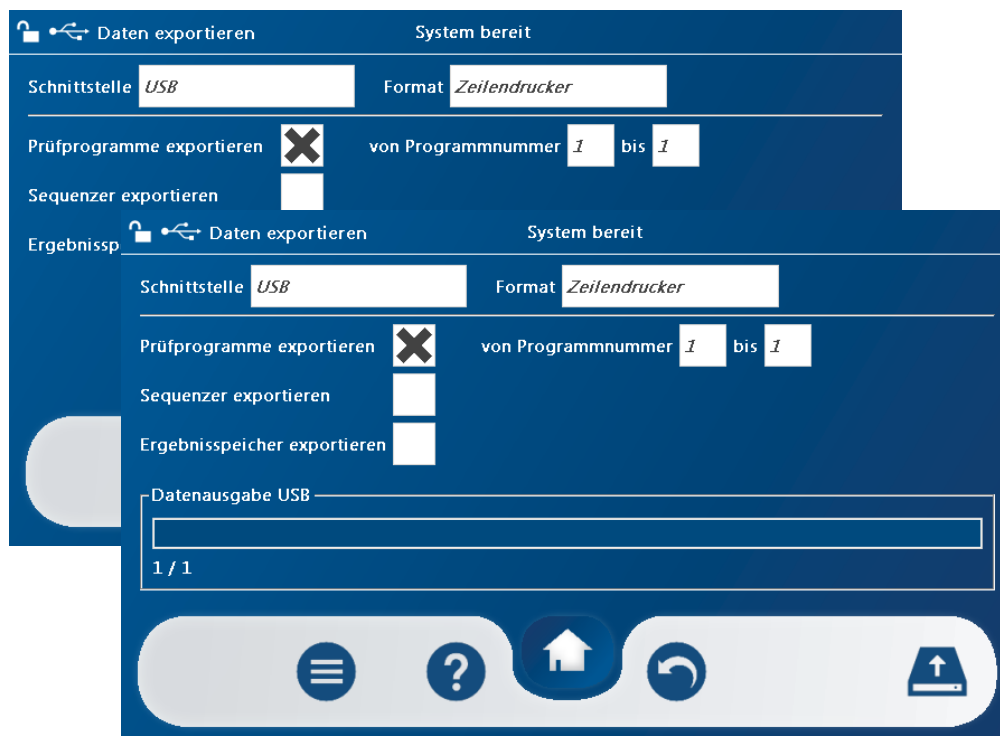 Daten exportieren System bereit
Schnittstelle USB Format Zeilendrucker
Prüfprogramme exportieren von Programmnummer 1 bis 1
Sequenzer exportieren
Ergebnissp
Daten exportieren System bereit
Schnittstelle USB Format Zeilendrucker
Prüfprogramme exportieren von Programmnummer 1 bis 1
Sequenzer exportieren
Ergebnisspeicher exportieren
Datenausgabe USB
1 / 1
?